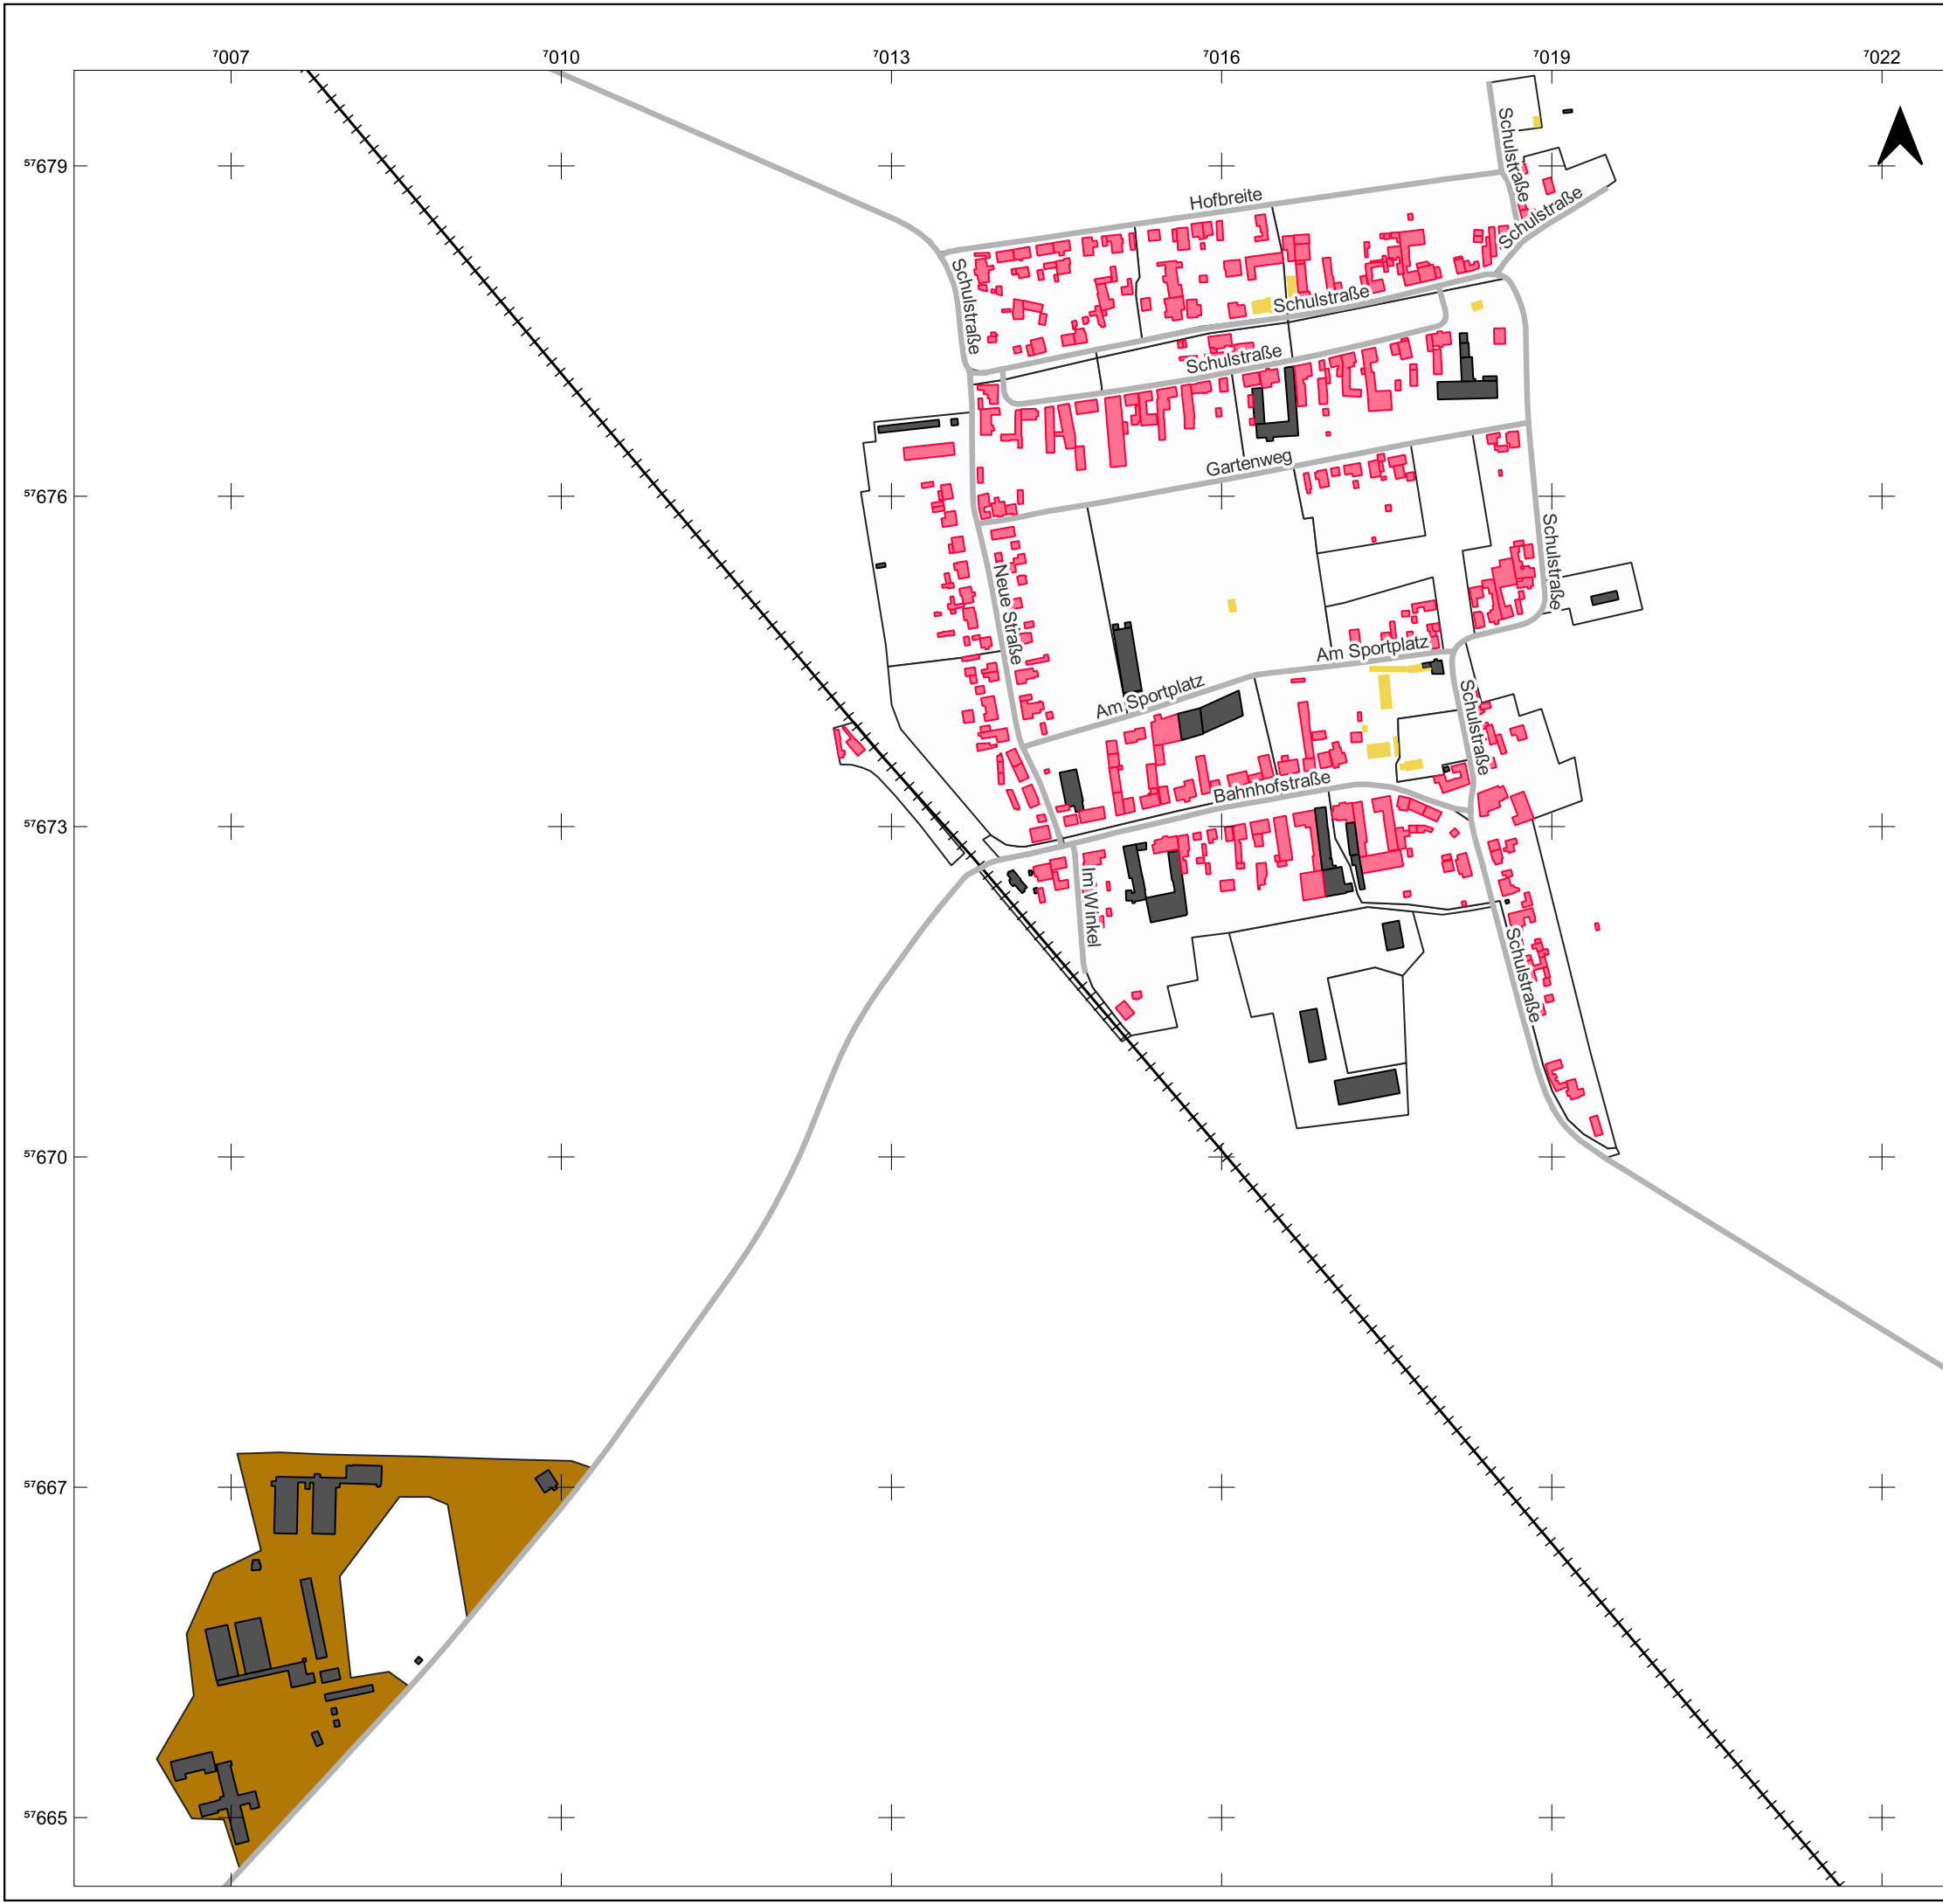 7007 7010 7013 7016 7019 7022
57679
Schulstraße
Hofbreite
Schulstraße
Schulstraße
Schulstraße
Schulstraße
Gartenweg
57676
Schulstraße
Neue Straße
Am Sportplatz
Am Sportplatz
Schulstraße
Bahnhofstraße
57673
Im Winkel
Schulstraße
57670
57667
57665